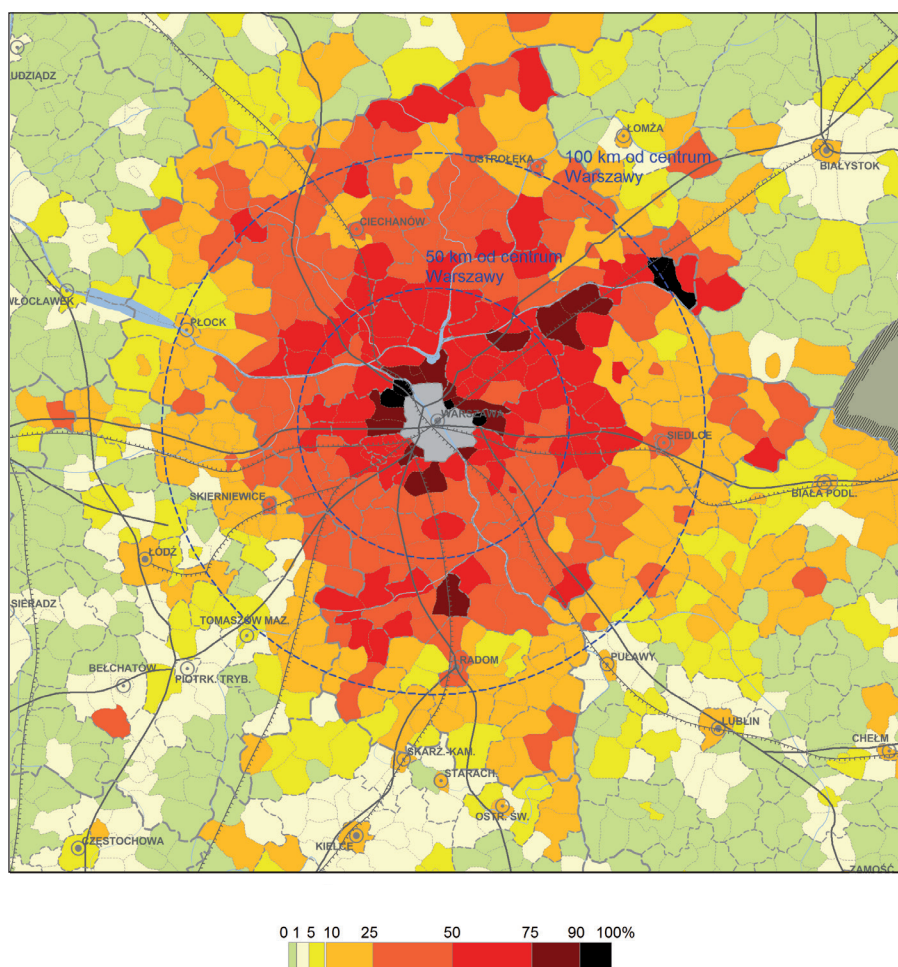 UDZIĄDZ
ŁOMŻA
OSTROŁĘKA
100 km od centrum
Warszawy
BIAŁYSTOK
CIECHANÓW
50 km od centrum
Warszawy
WŁOCŁAWEK
PŁOCK
WARSZAWA
SIEDLCE
SKIERNIEWICE
BIAŁA PODL.
ŁÓDŹ
SIERADZ
TOMASZÓW MAZ.
BEŁCHATÓW
PIOTRK. TRYB.
RADOM
PUŁAWY
LUBLIN
CHEŁM
SKARŻ.-KAM.
STARACH.
OSTR. ŚW.
CZĘSTOCHOWA
KIELCE
ZAMOŚĆ
0 1 5 10 25 50 75 90 100%